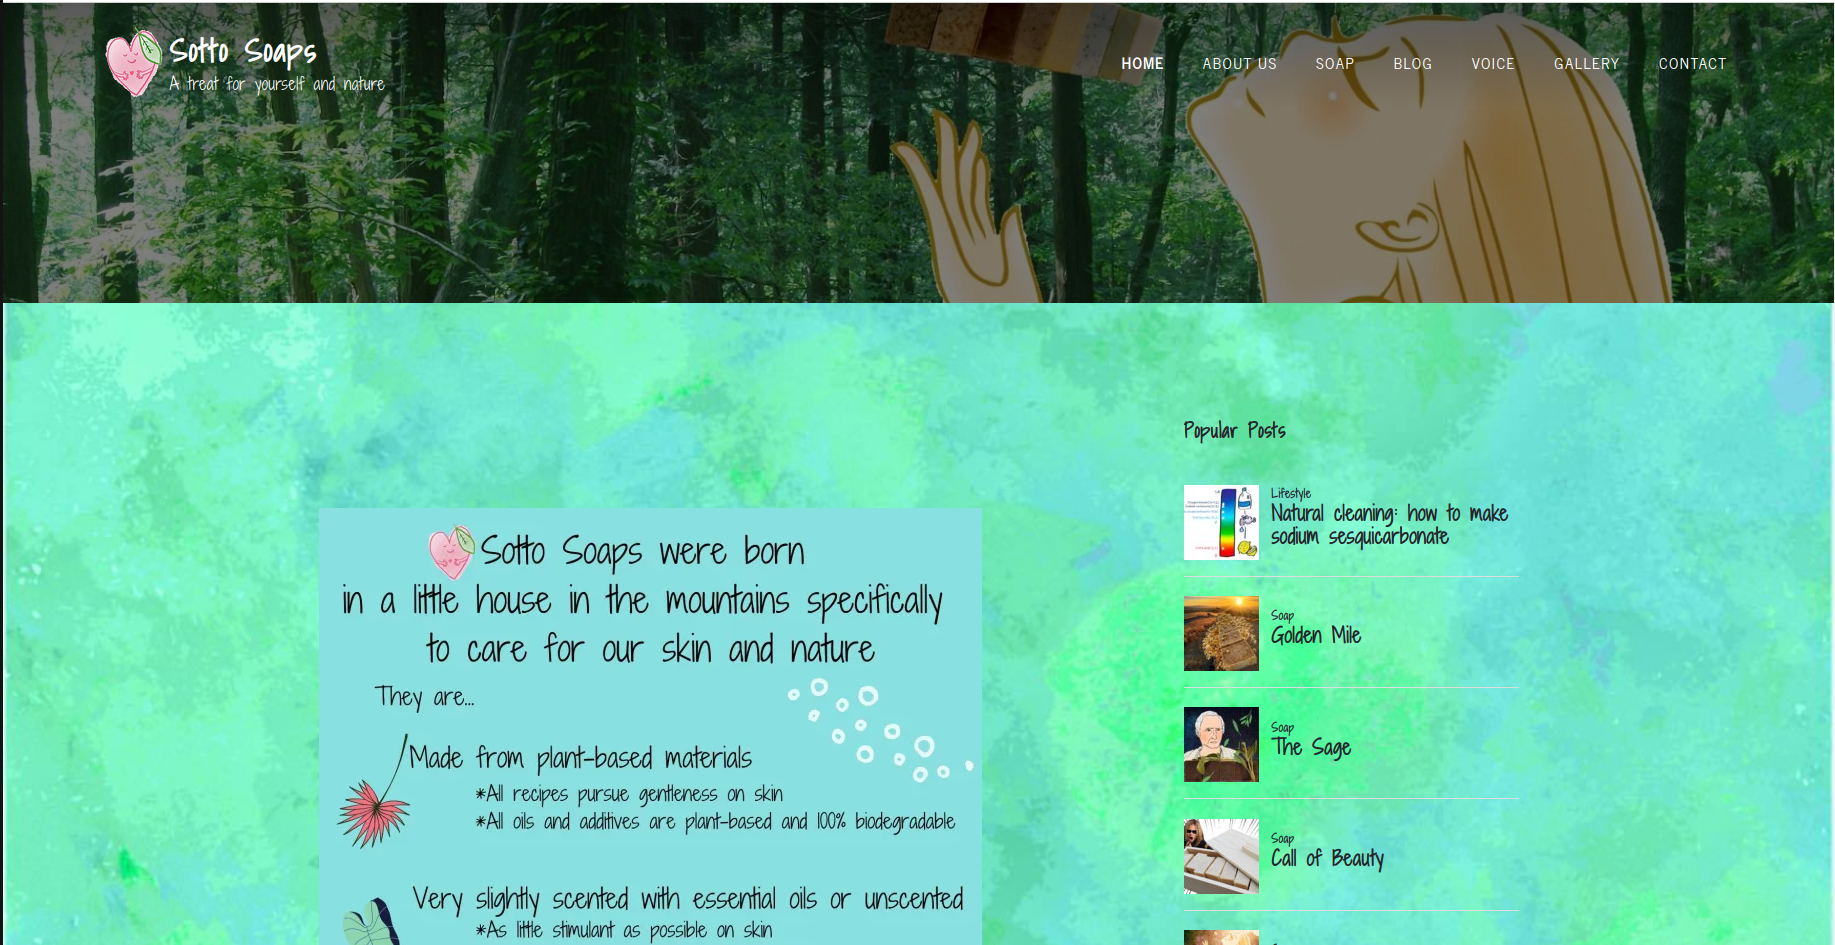 Sotto Soaps
A treat for yourself and nature
HOME ABOUT US SOAP BLOG VOICE GALLERY CONTACT
Sotto Soaps were born
in a little house in the mountains specifically
to care for our skin and nature
They are...
Made from plant-based materials
*All recipes pursue gentleness on skin
*All oils and additives are plant-based and 100% biodegradable
Very slightly scented with essential oils or unscented
*As little stimulant as possible on skin
Popular Posts
Lifestyle
Natural cleaning: how to make
sodium sesquicarbonate
Soap
Golden Mile
Soap
The Sage
Soap
Call of Beauty